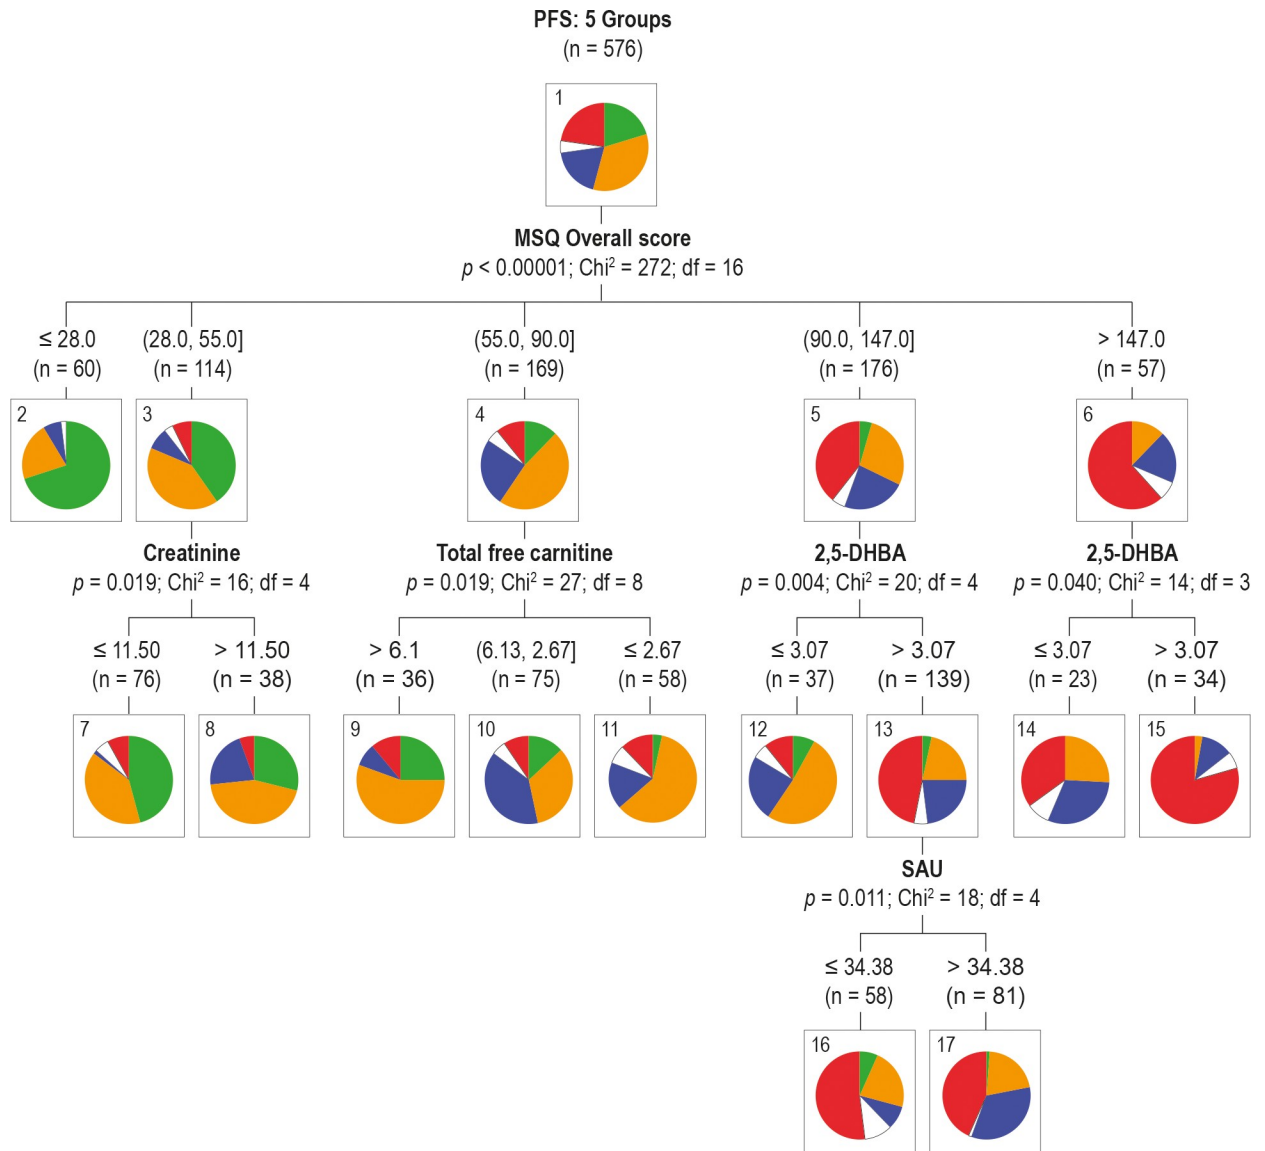 PFS: 5 Groups
(n = 576)
1
MSQ Overall score
p < 0.00001; Chi² = 272; df = 16
≤ 28.0
(n = 60)
(28.0, 55.0]
(n = 114)
(55.0, 90.0]
(n = 169)
(90.0, 147.0]
(n = 176)
> 147.0
(n = 57)
2
3
4
5
6
Creatinine
p = 0.019; Chi² = 16; df = 4
Total free carnitine
p = 0.019; Chi² = 27; df = 8
2,5-DHBA
p = 0.004; Chi² = 20; df = 4
2,5-DHBA
p = 0.040; Chi² = 14; df = 3
≤ 11.50
(n = 76)
> 11.50
(n = 38)
> 6.1
(n = 36)
(6.13, 2.67]
(n = 75)
≤ 2.67
(n = 58)
≤ 3.07
(n = 37)
> 3.07
(n = 139)
≤ 3.07
(n = 23)
> 3.07
(n = 34)
7
8
9
10
11
12
13
14
15
SAU
p = 0.011; Chi² = 18; df = 4
≤ 34.38
(n = 58)
> 34.38
(n = 81)
16
17